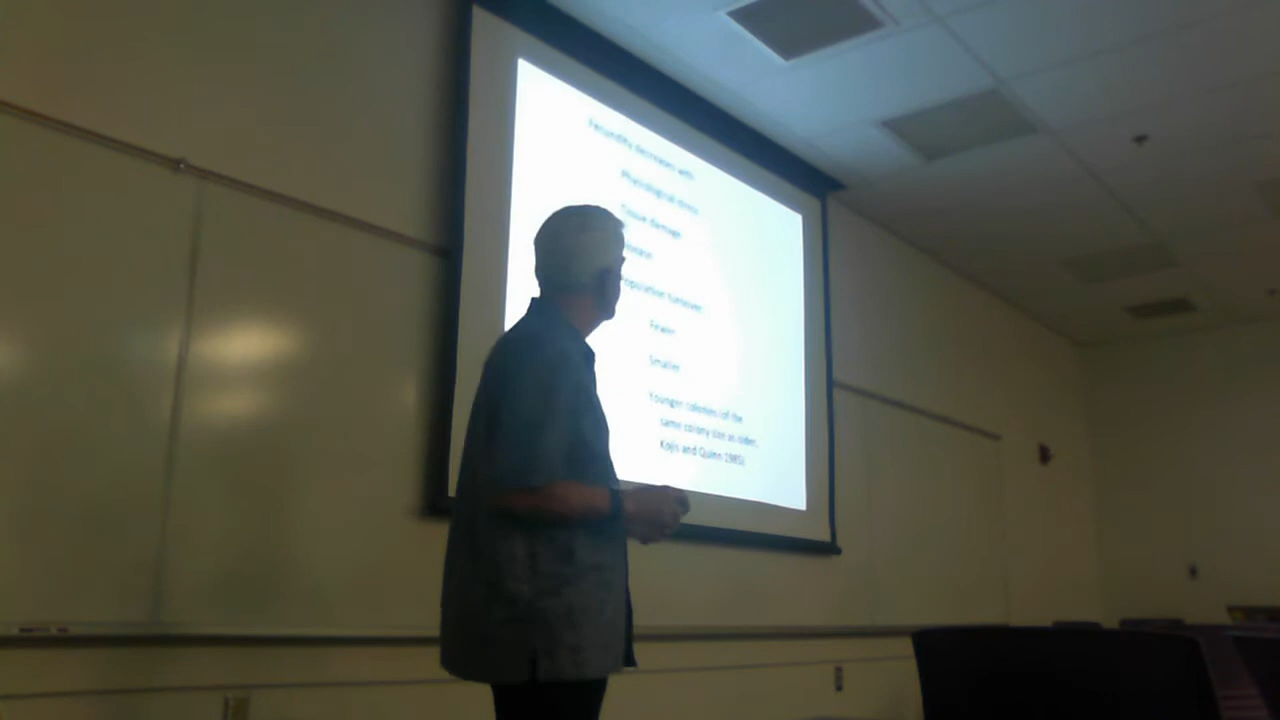 Fecundity decreases with:
Physiological stress
Tissue damage
Population turnover
Fewer
Smaller
Younger colonies (of the
same colony size as older,
Kojis and Quinn 1985)